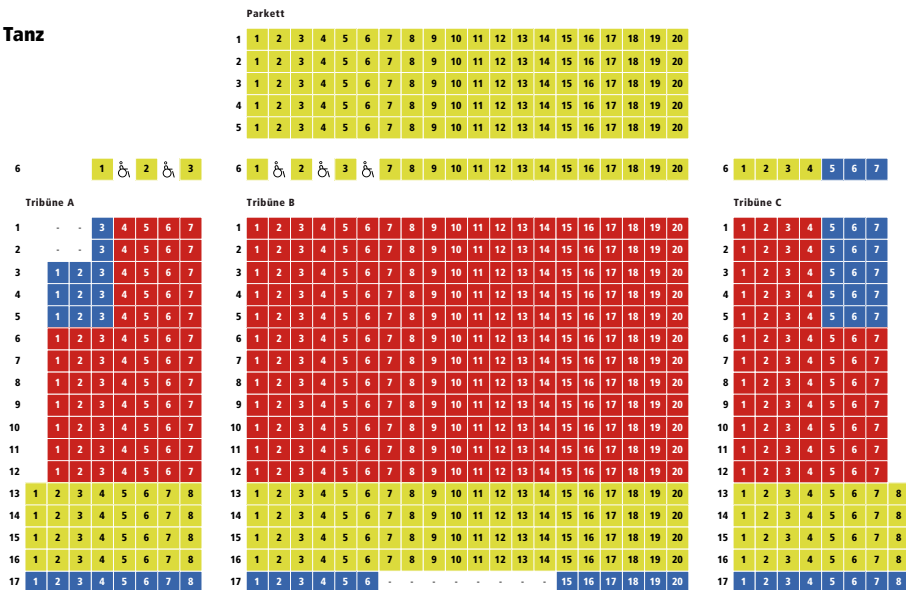 Parkett
Tanz
1 1 2 3 4 5 6 7 8 9 10 11 12 13 14 15 16 17 18 19 20
2 1 2 3 4 5 6 7 8 9 10 11 12 13 14 15 16 17 18 19 20
3 1 2 3 4 5 6 7 8 9 10 11 12 13 14 15 16 17 18 19 20
4 1 2 3 4 5 6 7 8 9 10 11 12 13 14 15 16 17 18 19 20
5 1 2 3 4 5 6 7 8 9 10 11 12 13 14 15 16 17 18 19 20
6 1 2 3 6 1 2 3 7 8 9 10 11 12 13 14 15 16 17 18 19 20 6 1 2 3 4 5 6 7
Tribüne A Tribüne B Tribüne C
1 - - 3 4 5 6 7 1 1 2 3 4 5 6 7 8 9 10 11 12 13 14 15 16 17 18 19 20 1 1 2 3 4 5 6 7
2 - - 3 4 5 6 7 2 1 2 3 4 5 6 7 8 9 10 11 12 13 14 15 16 17 18 19 20 2 1 2 3 4 5 6 7
3 1 2 3 4 5 6 7 3 1 2 3 4 5 6 7 8 9 10 11 12 13 14 15 16 17 18 19 20 3 1 2 3 4 5 6 7
4 1 2 3 4 5 6 7 4 1 2 3 4 5 6 7 8 9 10 11 12 13 14 15 16 17 18 19 20 4 1 2 3 4 5 6 7
5 1 2 3 4 5 6 7 5 1 2 3 4 5 6 7 8 9 10 11 12 13 14 15 16 17 18 19 20 5 1 2 3 4 5 6 7
6 1 2 3 4 5 6 7 6 1 2 3 4 5 6 7 8 9 10 11 12 13 14 15 16 17 18 19 20 6 1 2 3 4 5 6 7
7 1 2 3 4 5 6 7 7 1 2 3 4 5 6 7 8 9 10 11 12 13 14 15 16 17 18 19 20 7 1 2 3 4 5 6 7
8 1 2 3 4 5 6 7 8 1 2 3 4 5 6 7 8 9 10 11 12 13 14 15 16 17 18 19 20 8 1 2 3 4 5 6 7
9 1 2 3 4 5 6 7 9 1 2 3 4 5 6 7 8 9 10 11 12 13 14 15 16 17 18 19 20 9 1 2 3 4 5 6 7
10 1 2 3 4 5 6 7 10 1 2 3 4 5 6 7 8 9 10 11 12 13 14 15 16 17 18 19 20 10 1 2 3 4 5 6 7
11 1 2 3 4 5 6 7 11 1 2 3 4 5 6 7 8 9 10 11 12 13 14 15 16 17 18 19 20 11 1 2 3 4 5 6 7
12 1 2 3 4 5 6 7 12 1 2 3 4 5 6 7 8 9 10 11 12 13 14 15 16 17 18 19 20 12 1 2 3 4 5 6 7
13 1 2 3 4 5 6 7 8 13 1 2 3 4 5 6 7 8 9 10 11 12 13 14 15 16 17 18 19 20 13 1 2 3 4 5 6 7 8
14 1 2 3 4 5 6 7 8 14 1 2 3 4 5 6 7 8 9 10 11 12 13 14 15 16 17 18 19 20 14 1 2 3 4 5 6 7 8
15 1 2 3 4 5 6 7 8 15 1 2 3 4 5 6 7 8 9 10 11 12 13 14 15 16 17 18 19 20 15 1 2 3 4 5 6 7 8
16 1 2 3 4 5 6 7 8 16 1 2 3 4 5 6 7 8 9 10 11 12 13 14 15 16 17 18 19 20 16 1 2 3 4 5 6 7 8
17 1 2 3 4 5 6 7 8 17 1 2 3 4 5 6 - - - - - - - - 15 16 17 18 19 20 17 1 2 3 4 5 6 7 8